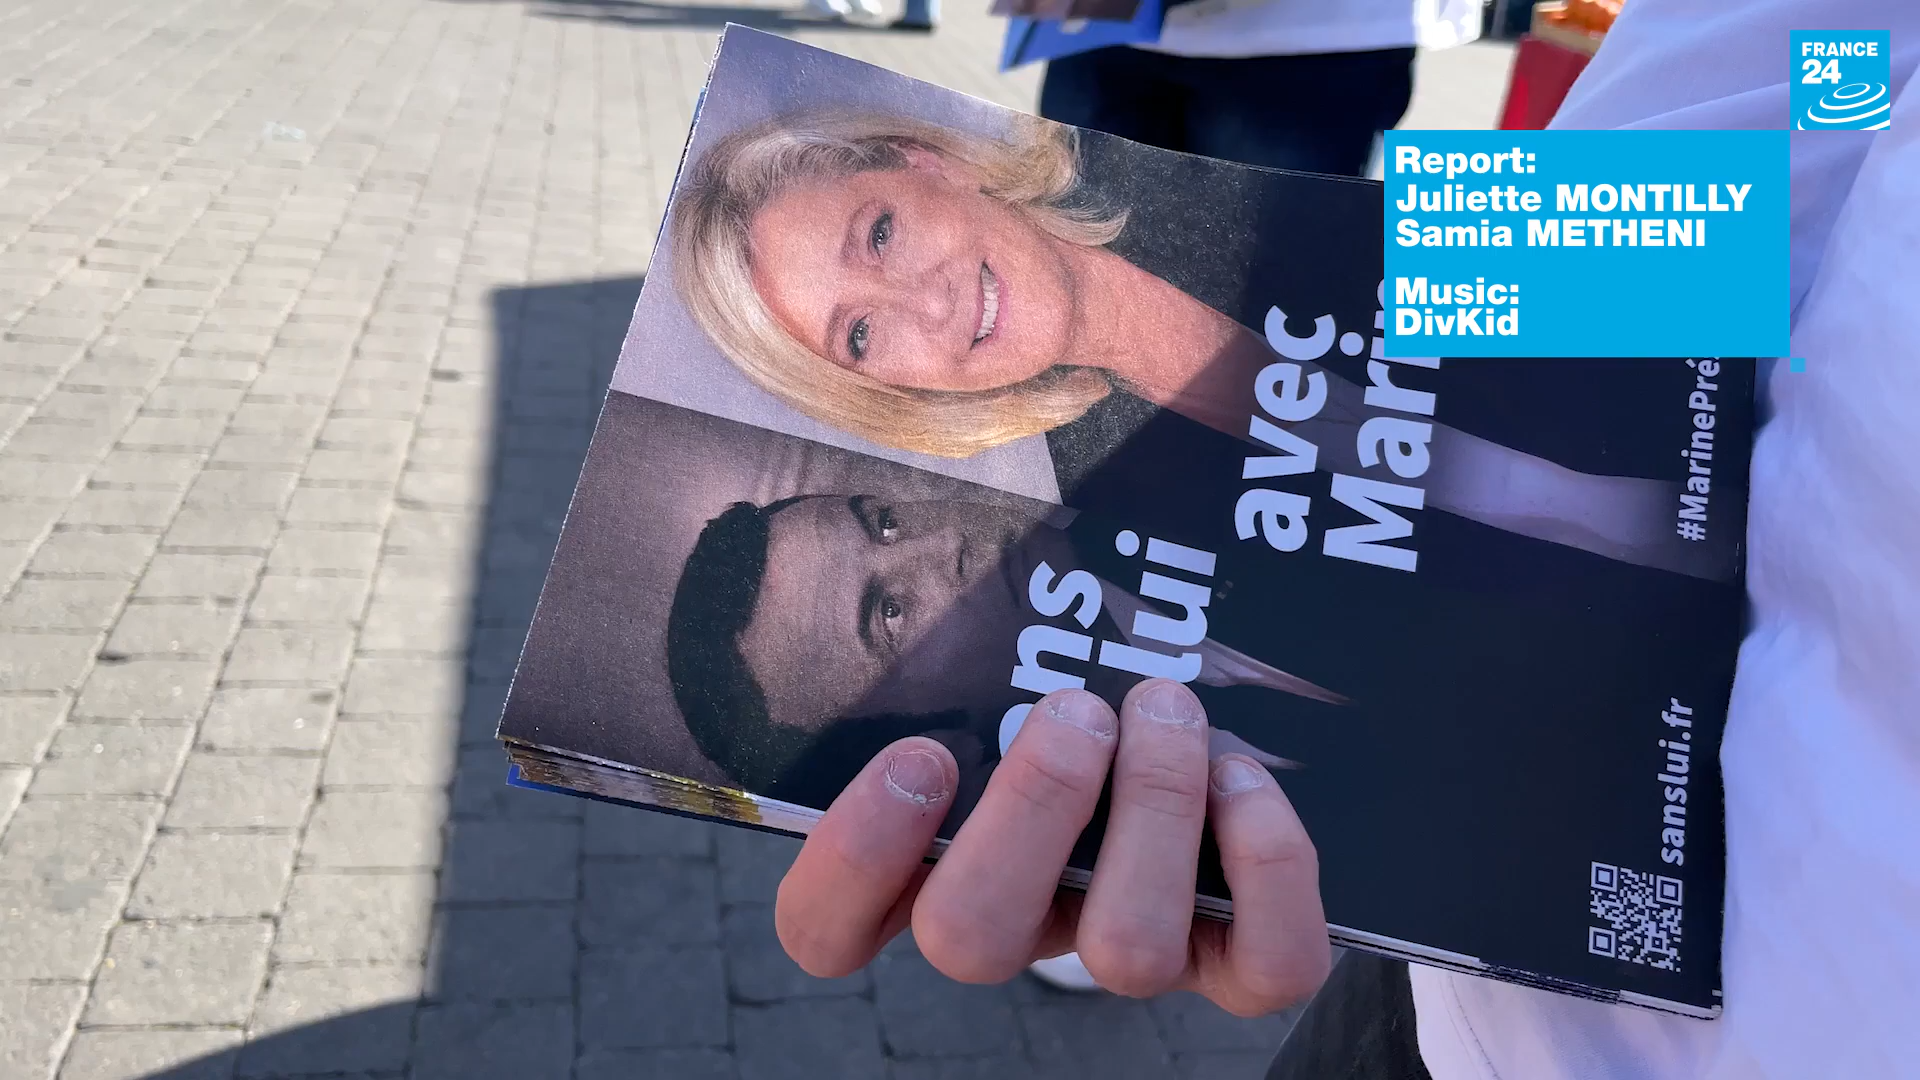 FRANCE
24
Report:
Juliette MONTILLY
Samia METHENI
Music:
DivKid
lui
avec
#MarinePré
sanslui.fr